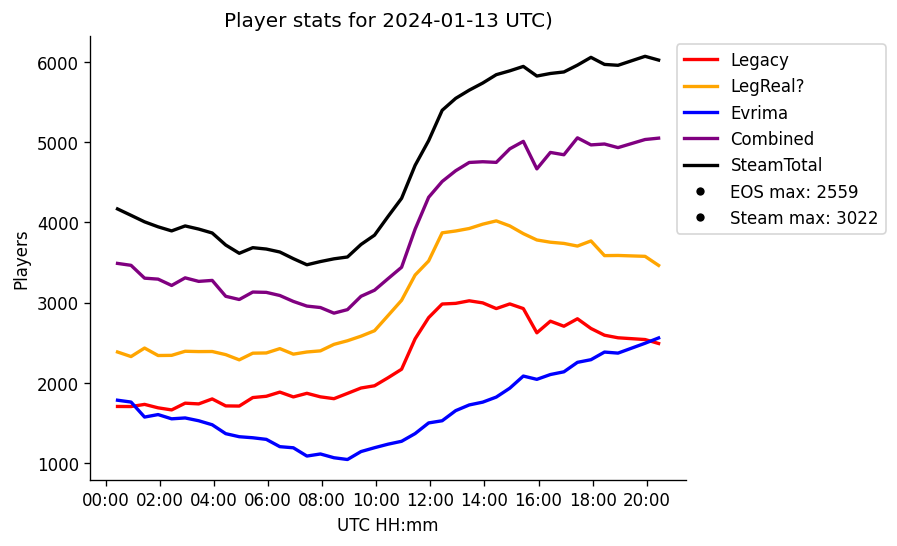 Player stats for 2024-01-13 UTC)
6000
5000
4000
3000
2000
1000
Players
00:00 02:00 04:00 06:00 08:00 10:00 12:00 14:00 16:00 18:00 20:00
UTC HH:mm
Legacy
LegReal?
Evrima
Combined
SteamTotal
EOS max: 2559
Steam max: 3022